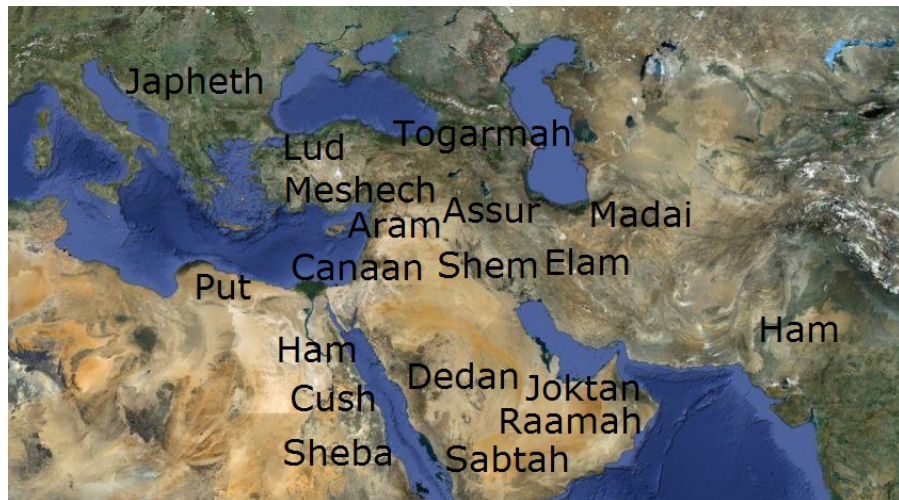 Japheth
Lud
Togarmah
Meshech
Aram
Assur
Madai
Canaan
Shem
Elam
Put
Ham
Ham
Dedan
Joktan
Cush
Raamah
Sheba
Sabtah